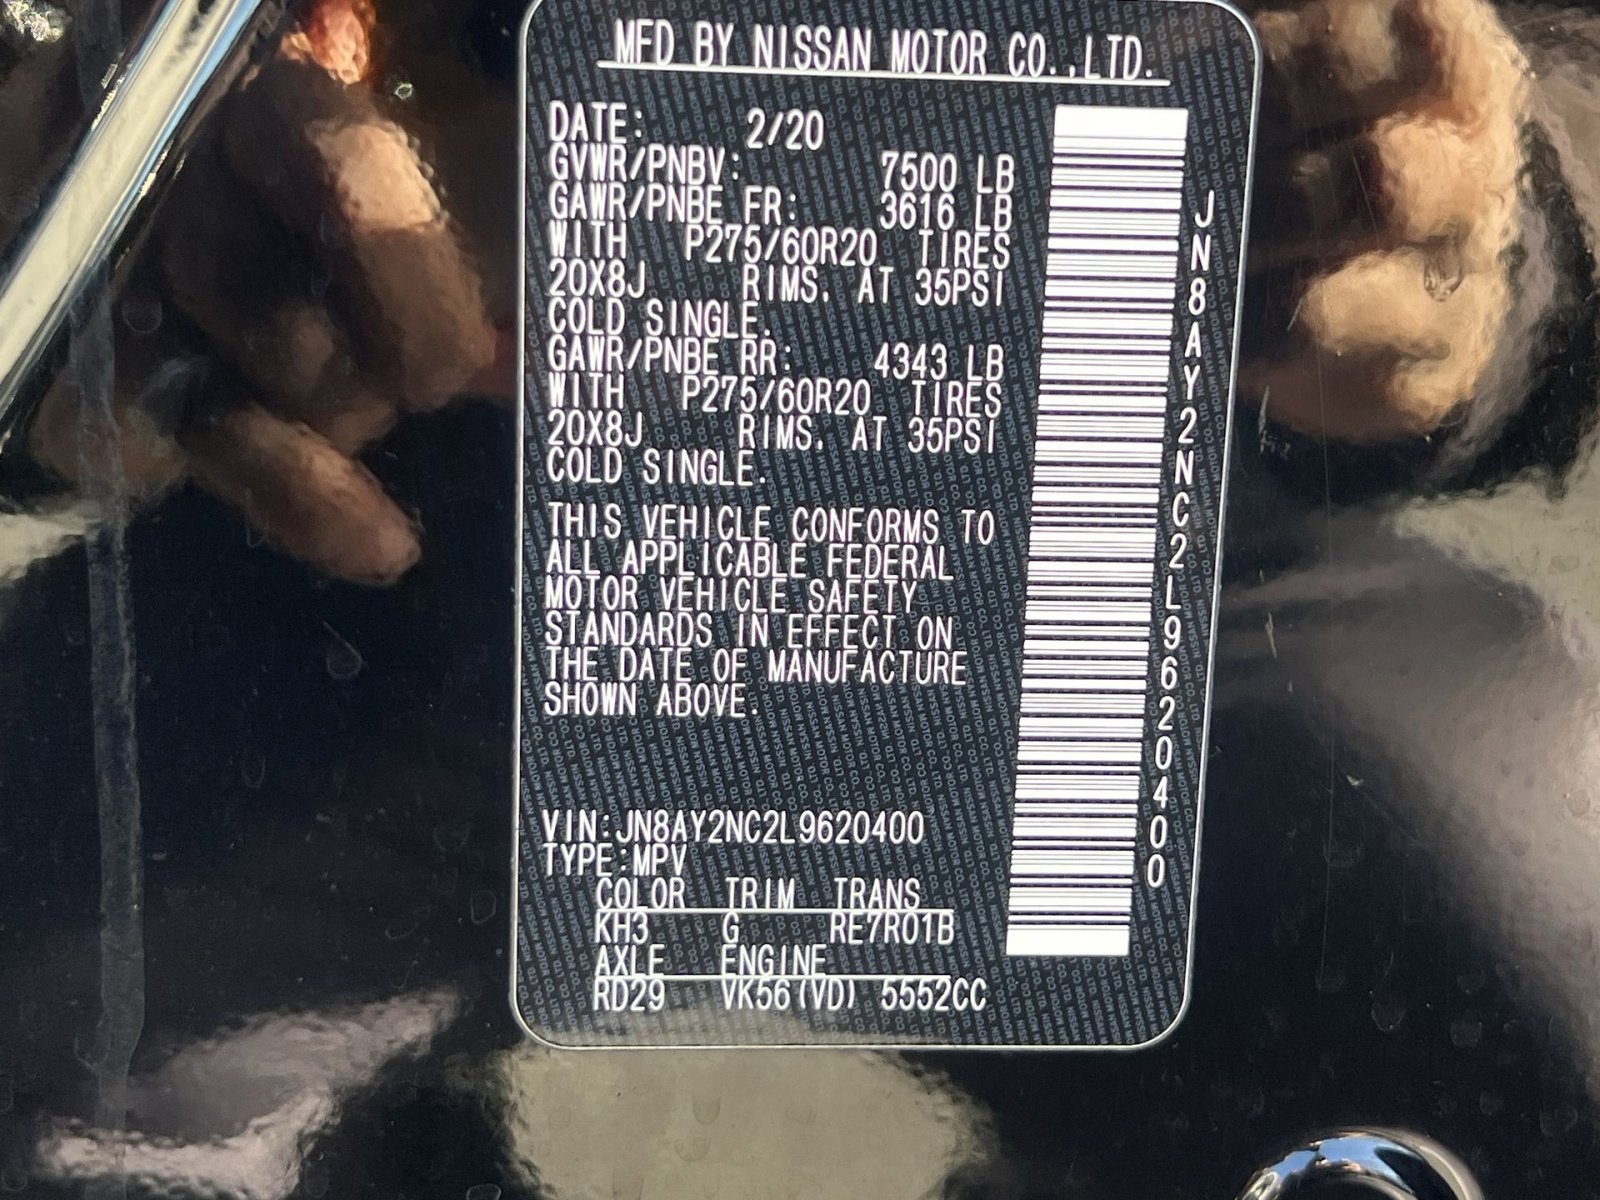 MFD BY NISSAN MOTOR CO.,LTD.
DATE: 2/20
GVWR/PNBV: 7500 LB
GAWR/PNBE FR: 3616 LB
WITH P275/60R20 TIRES
20X8J RIMS. AT 35PSI
COLD SINGLE.
GAWR/PNBE RR: 4343 LB
WITH P275/60R20 TIRES
20X8J RIMS. AT 35PSI
COLD SINGLE.
THIS VEHICLE CONFORMS TO
ALL APPLICABLE FEDERAL
MOTOR VEHICLE SAFETY
STANDARDS IN EFFECT ON
THE DATE OF MANUFACTURE
SHOWN ABOVE.
VIN:JN8AY2NC2L9620400
TYPE:MPV
COLOR TRIM TRANS
KH3 G RE7R01B
AXLE ENGINE
RD29 VK56(VD) 5552CC
JN8AY2NC2L9620400